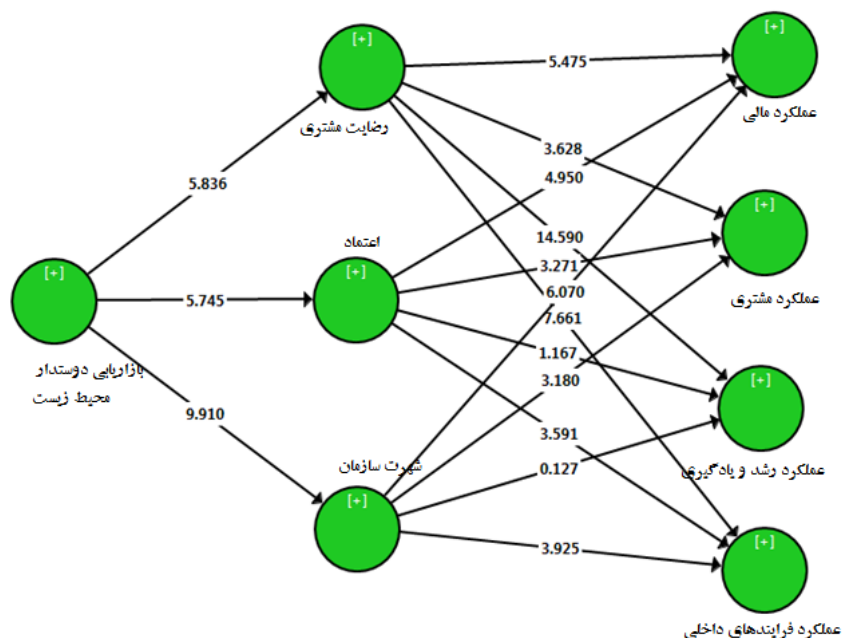 [+]
رضایت مشتری
[+]
عملکرد مالی
5.475
5.836
3.628
4.950
[+]
عملکرد مشتری
اعتماد
[+]
14.590
3.271
6.070
7.661
[+]
بازاریابی دوستدار
محیط زیست
5.745
1.167
3.180
[+]
عملکرد رشد و یادگیری
9.910
3.591
0.127
شهرت سازمان
[+]
3.925
[+]
عملکرد فرایندهای داخلی